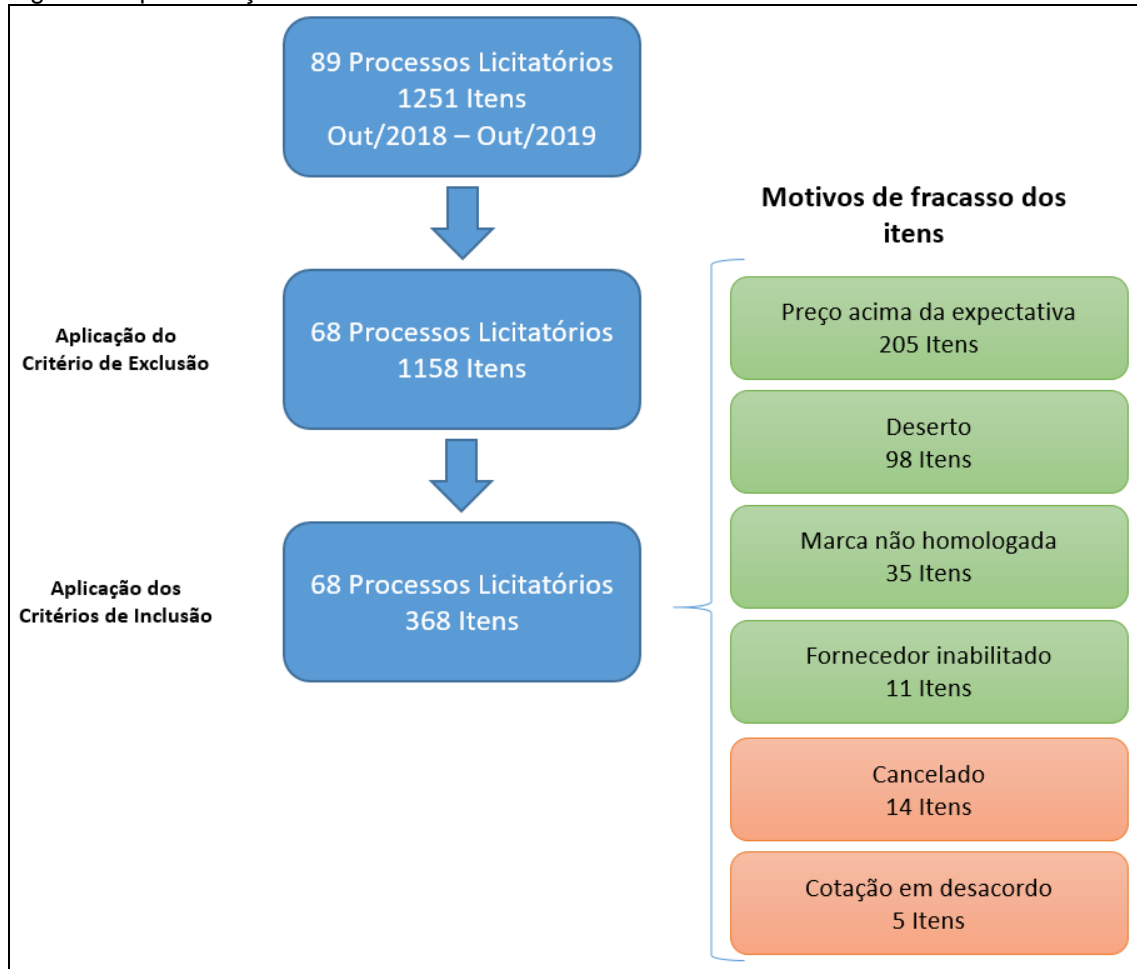 89 Processos Licitatórios
1251 Itens
Out/2018 – Out/2019
Aplicação do
Critério de Exclusão
68 Processos Licitatórios
1158 Itens
Aplicação dos
Critérios de Inclusão
68 Processos Licitatórios
368 Itens
Motivos de fracasso dos
itens
Preço acima da expectativa
205 Itens
Deserto
98 Itens
Marca não homologada
35 Itens
Fornecedor inabilitado
11 Itens
Cancelado
14 Itens
Cotação em desacordo
5 Itens